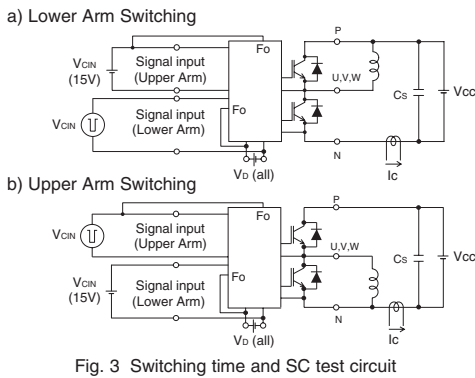 a) Lower Arm Switching
Fo
P
VCIN
(15V)
Signal input
(Upper Arm)
U,V,W
CS
Vcc
Signal input
(Lower Arm)
Fo
VCIN
N
VD (all)
Ic
b) Upper Arm Switching
Fo
P
VCIN
Signal input
(Upper Arm)
U,V,W
CS
Vcc
VCIN
(15V)
Signal input
(Lower Arm)
Fo
N
VD (all)
Ic
Fig. 3 Switching time and SC test circuit